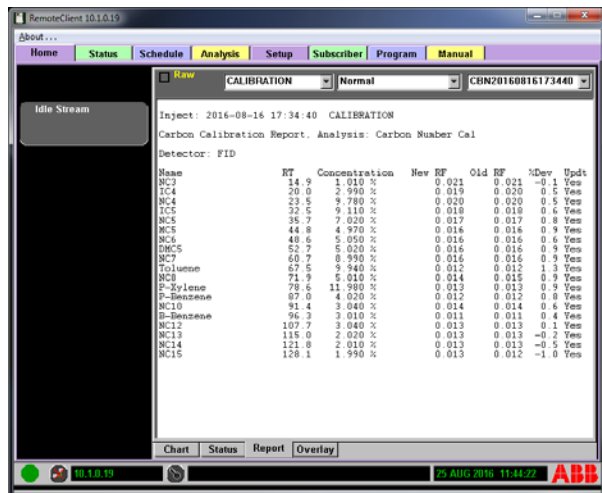 RemoteClient 10.1.0.19
About...
Home Status Schedule Analysis Setup Subscriber Program Manual
Raw CALIBRATION Normal CBN20160816173440
Idle Stream
Inject: 2016-08-16 17:34:40 CALIBRATION
Carbon Calibration Report, Analysis: Carbon Number Cal
Detector: FID
Name RT Concentration New RF Old RF %Dev Updt
NC3 14.9 1.010 % 0.021 0.021 -0.1 Yes
IC4 20.0 2.990 % 0.019 0.020 0.5 Yes
NC4 23.5 9.780 % 0.020 0.020 0.5 Yes
IC5 32.5 9.110 % 0.018 0.018 0.6 Yes
NC5 35.7 7.020 % 0.017 0.017 0.8 Yes
MC5 44.8 4.970 % 0.016 0.016 0.9 Yes
NC6 48.6 5.050 % 0.016 0.016 0.6 Yes
DMC5 52.7 5.020 % 0.016 0.016 0.9 Yes
NC7 60.7 8.990 % 0.016 0.016 0.9 Yes
Toluene 67.5 9.940 % 0.012 0.012 1.3 Yes
NC8 71.9 5.010 % 0.014 0.015 0.9 Yes
P-Xylene 78.6 11.980 % 0.013 0.013 0.9 Yes
P-Benzene 87.0 4.020 % 0.012 0.012 0.8 Yes
NC10 91.4 3.040 % 0.014 0.014 0.6 Yes
B-Benzene 96.3 3.010 % 0.011 0.011 0.4 Yes
NC12 107.7 3.040 % 0.013 0.013 0.1 Yes
NC13 115.0 2.020 % 0.013 0.013 -0.2 Yes
NC14 121.8 2.010 % 0.013 0.013 -0.5 Yes
NC15 128.1 1.990 % 0.013 0.012 -1.0 Yes
Chart Status Report Overlay
10.1.0.19 25 AUG 2016 11:44:22 ABB